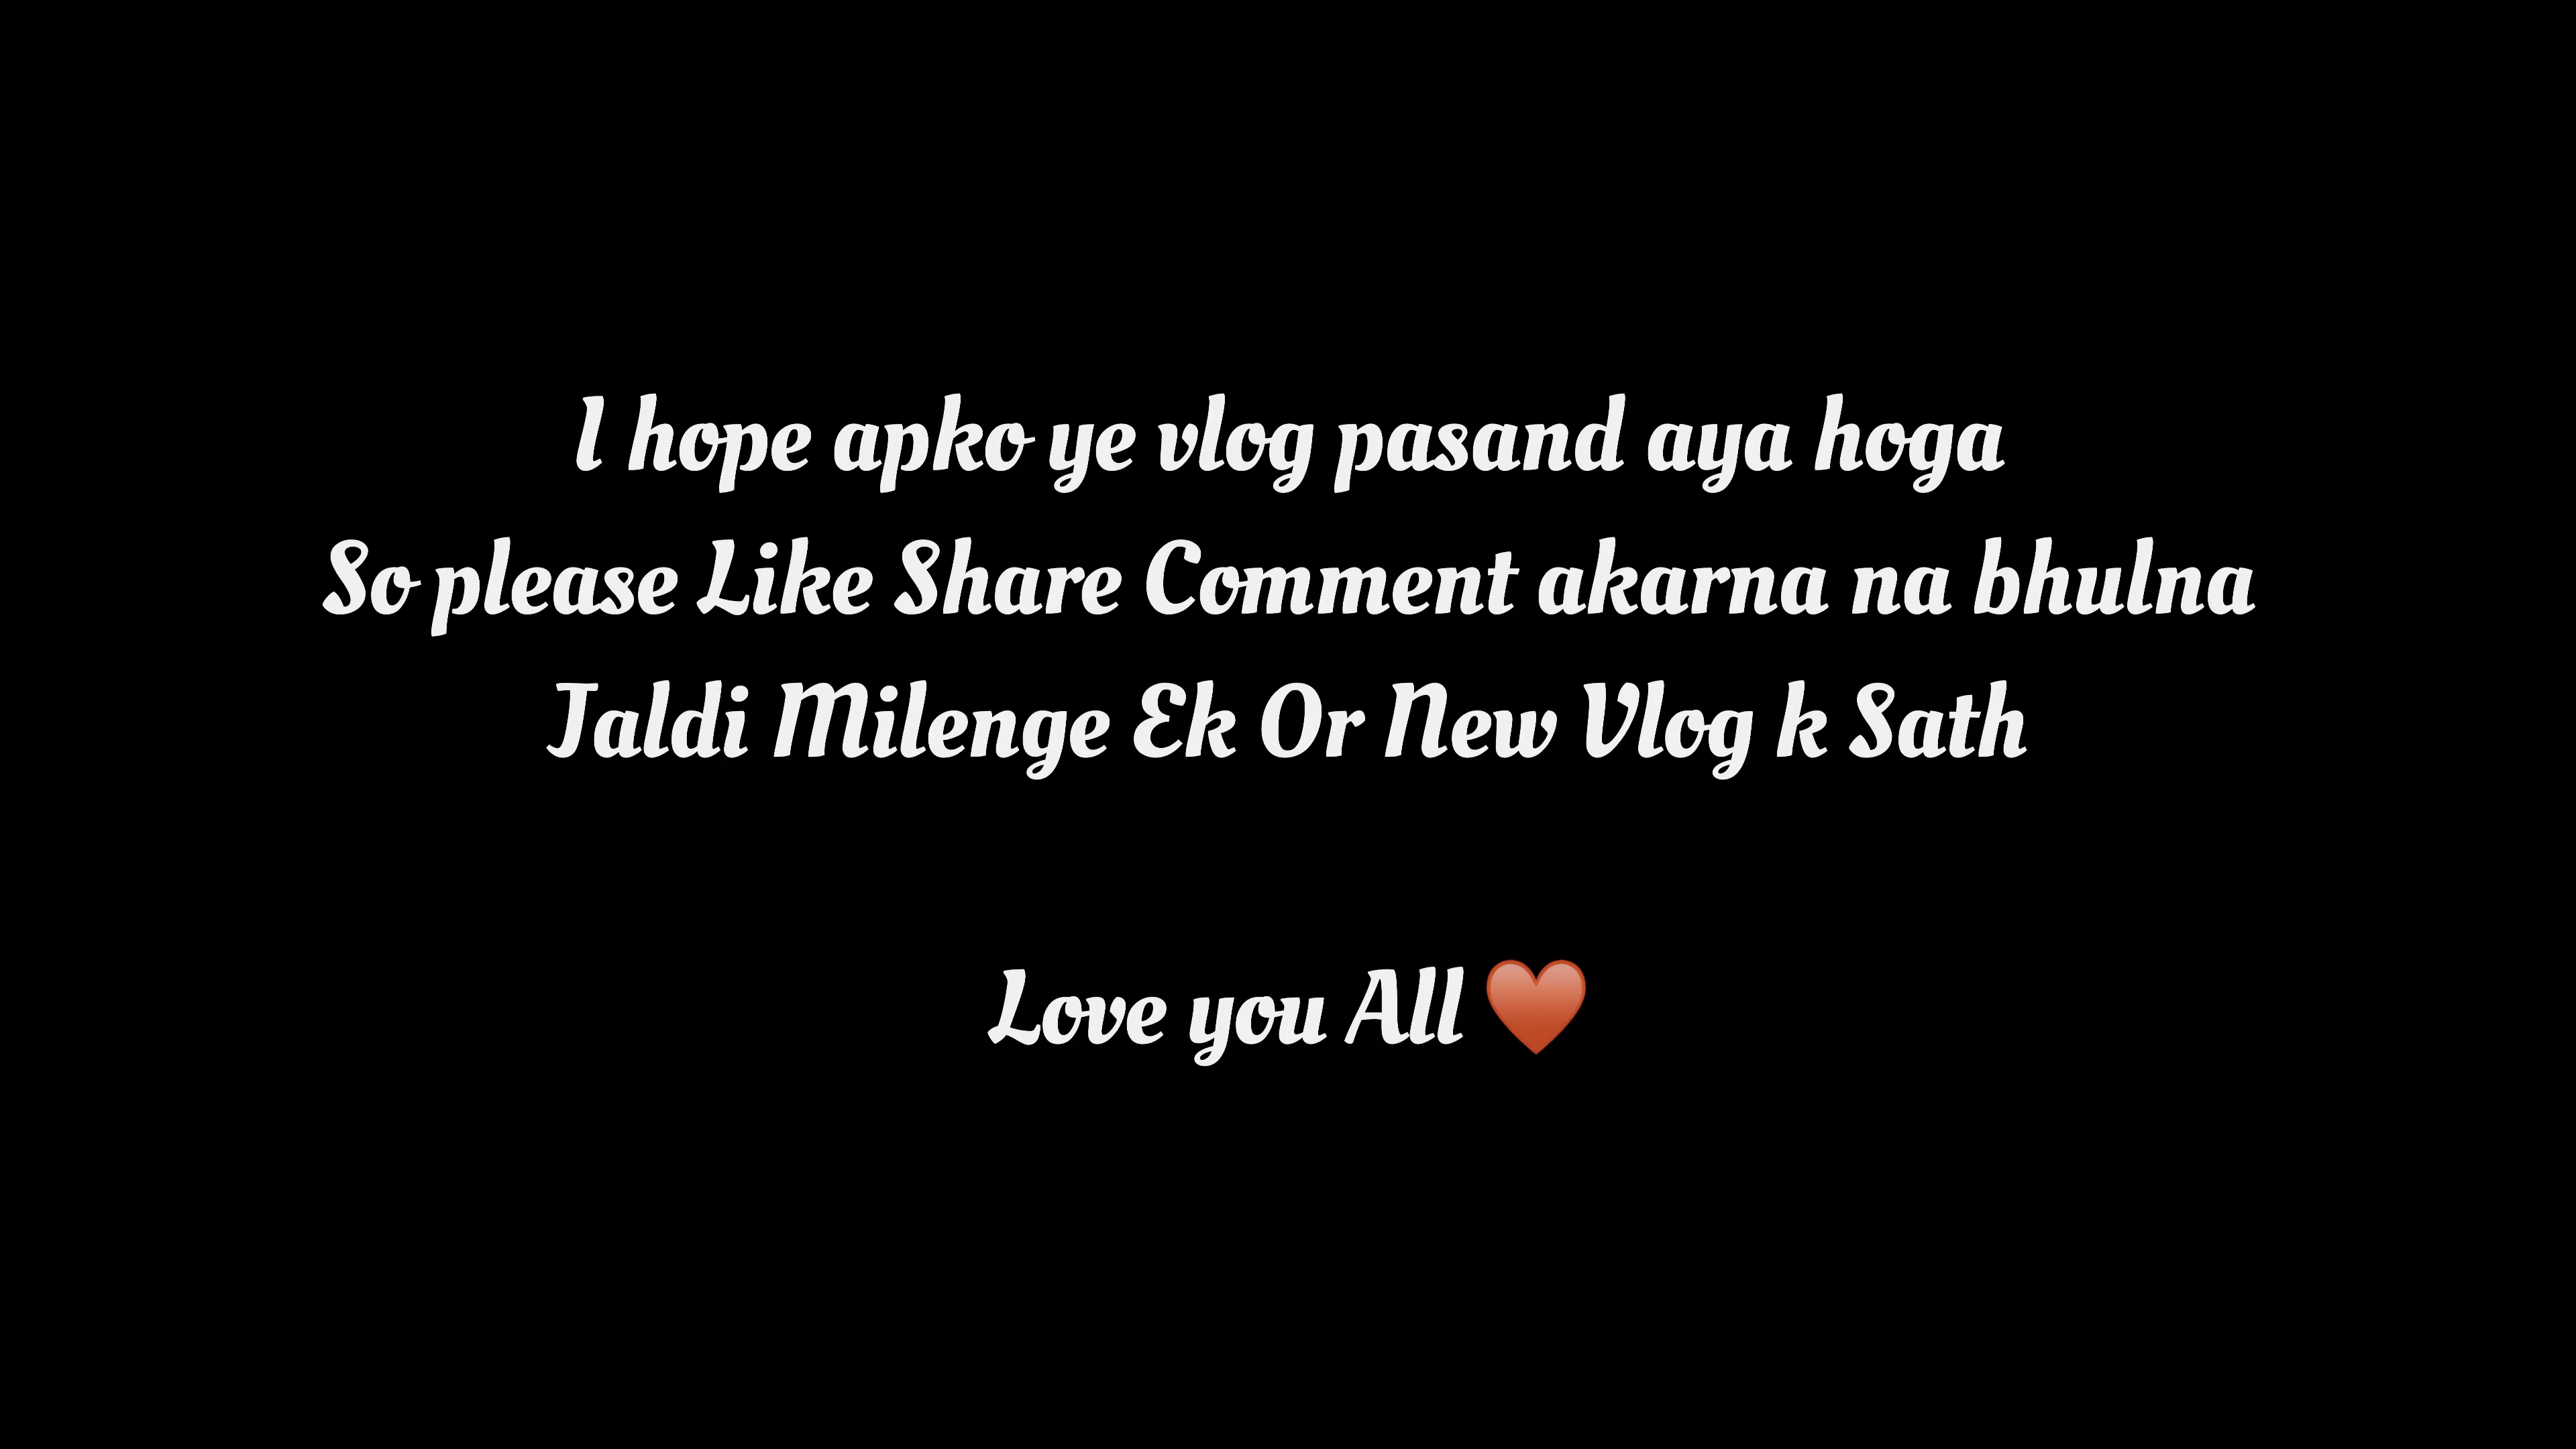 I hope apko ye vlog pasand aya hoga
So please Like Share Comment akarna na bhulna
Jaldi Milenge Ek Or New Vlog k Sath
Love you All ♥️